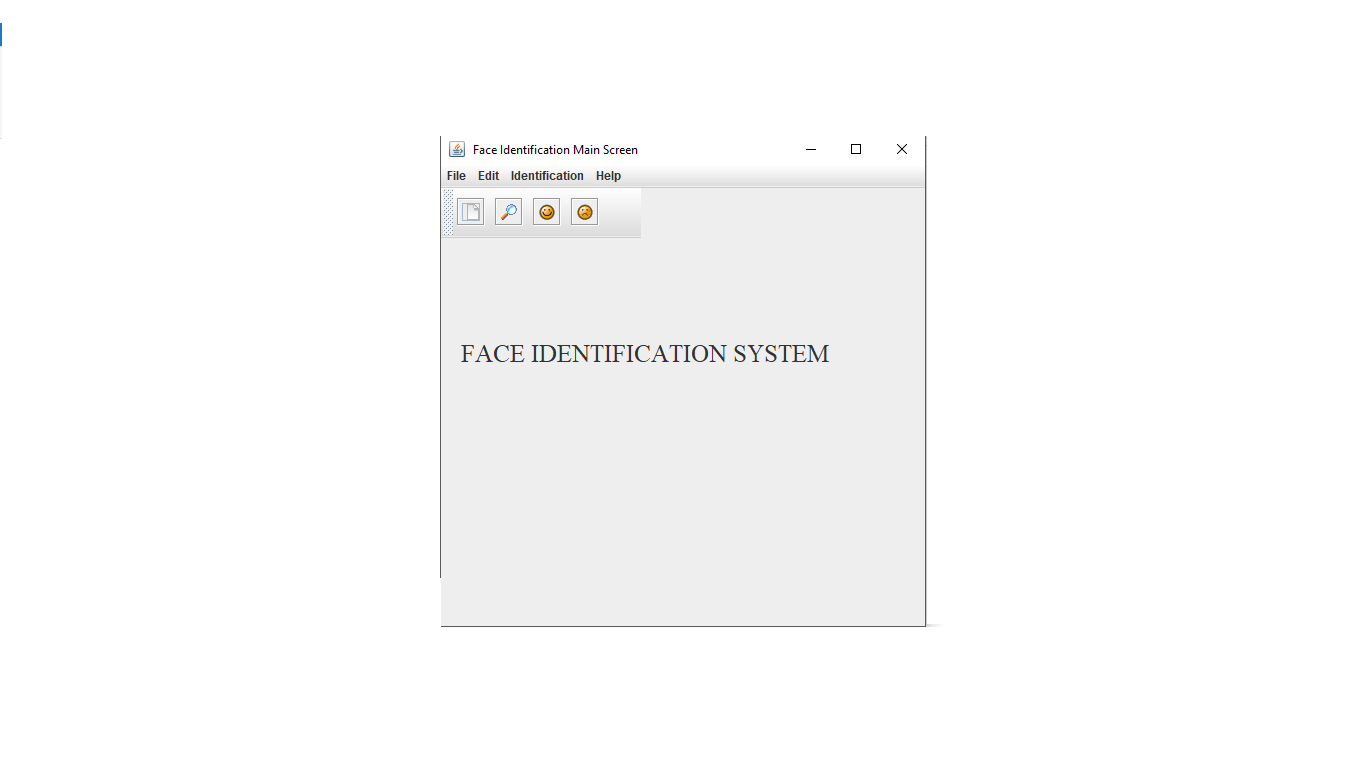 Face Identification Main Screen
File Edit Identification Help
FACE IDENTIFICATION SYSTEM